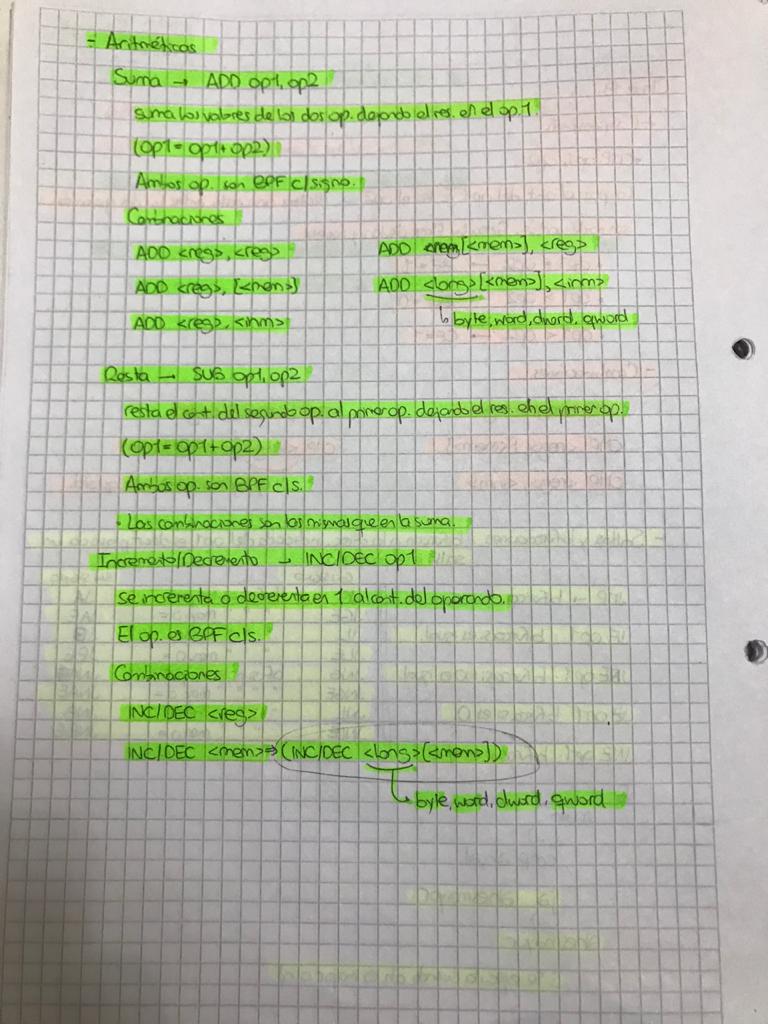 - Aritméticas
Suma → ADD op1, op2
suma los valores de los dos op. dejando el res. en el op.1
(op1 = op1 + op2)
Ambos op. son BPF c/signo.
Combinaciones
ADD <reg>, <reg>
ADD [<mem>], <reg>
ADD <reg>, [<mem>]
ADD <long>[<mem>], <inm>
ADD <reg>, <inm>
↳ byte, word, dword, qword
Resta → SUB op1, op2
resta el cont. del segundo op. al primer op. dejando el res. en el primer op.
(op1 = op1 + op2)
Ambos op. son BPF c/s.
· Las combinaciones son las mismas que en la suma.
Incremento/Decremento → INC/DEC op1
se incrementa o decrementa en 1 al cont. del operando.
El op. es BPF c/s.
Combinaciones
INC/DEC <reg>
INC/DEC <mem> ⇒ (INC/DEC <long>[<mem>])
↳ byte, word, dword, qword